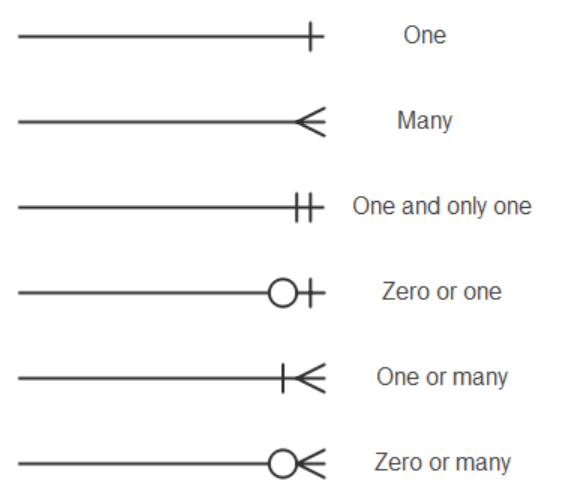 One
Many
One and only one
Zero or one
One or many
Zero or many